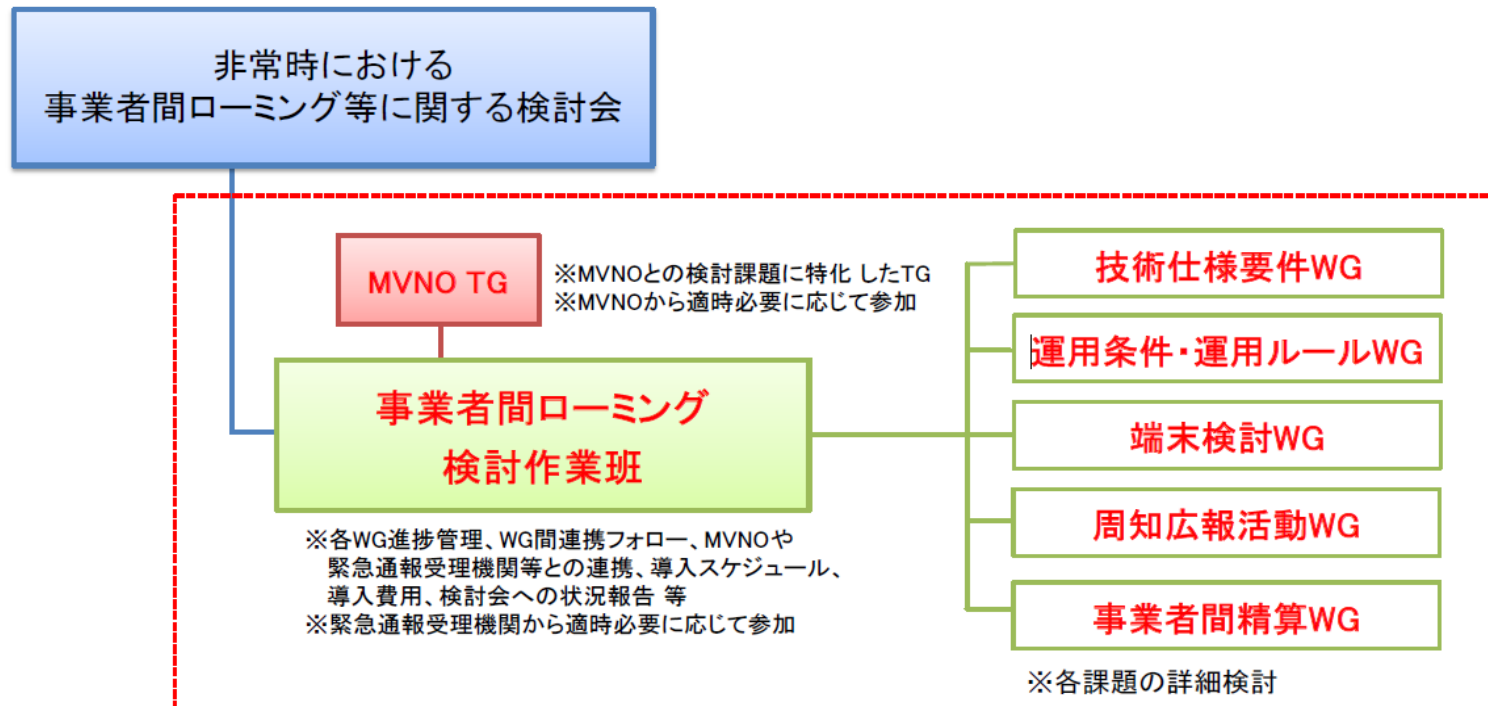 非常時における
事業者間ローミング等に関する検討会
MVNO TG
※MVNOとの検討課題に特化 したTG
※MVNOから適時必要に応じて参加
事業者間ローミング
検討作業班
※各WG進捗管理、WG間連携フォロー、MVNOや
緊急通報受理機関等との連携、導入スケジュール、
導入費用、検討会への状況報告 等
※緊急通報受理機関から適時必要に応じて参加
技術仕様要件WG
運用条件・運用ルールWG
端末検討WG
周知広報活動WG
事業者間精算WG
※各課題の詳細検討